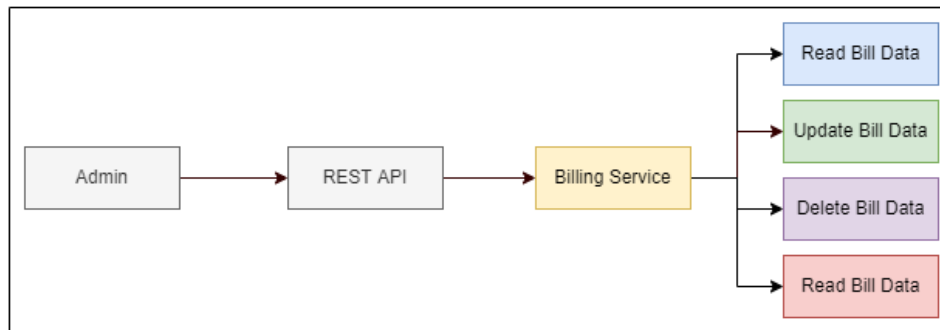 Read Bill Data
Update Bill Data
Admin
REST API
Billing Service
Delete Bill Data
Read Bill Data